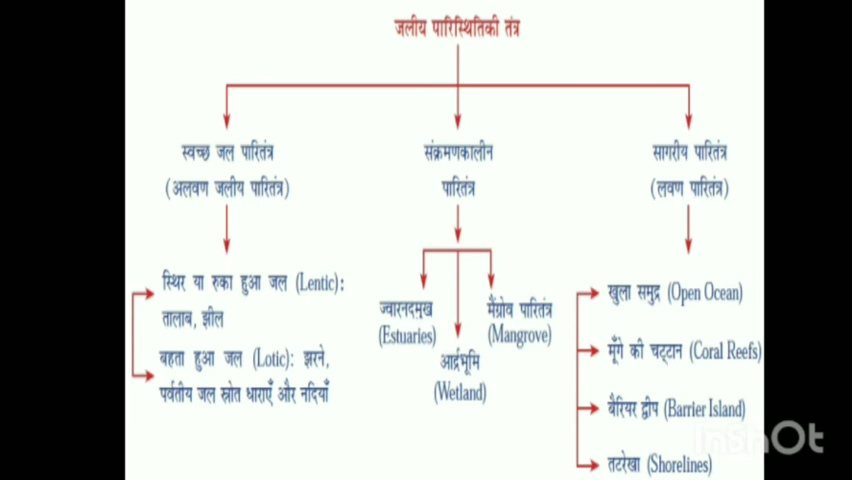 जलीय पारिस्थितिकी तंत्र
स्वच्छ जल पारितंत्र
(अलवण जलीय पारितंत्र)
स्थिर या रुका हुआ जल (Lentic):
तालाब, झील
बहता हुआ जल (Lotic): झरने,
पर्वतीय जल स्रोत धाराएँ और नदियाँ
संक्रमणकालीन
पारितंत्र
ज्वारनदमुख
(Estuaries)
आर्द्रभूमि
(Wetland)
मैंग्रोव पारितंत्र
(Mangrove)
सागरीय पारितंत्र
(लवण पारितंत्र)
खुला समुद्र (Open Ocean)
मूँगे की चट्टान (Coral Reefs)
बैरियर द्वीप (Barrier Island)
तटरेखा (Shorelines)
InShOt